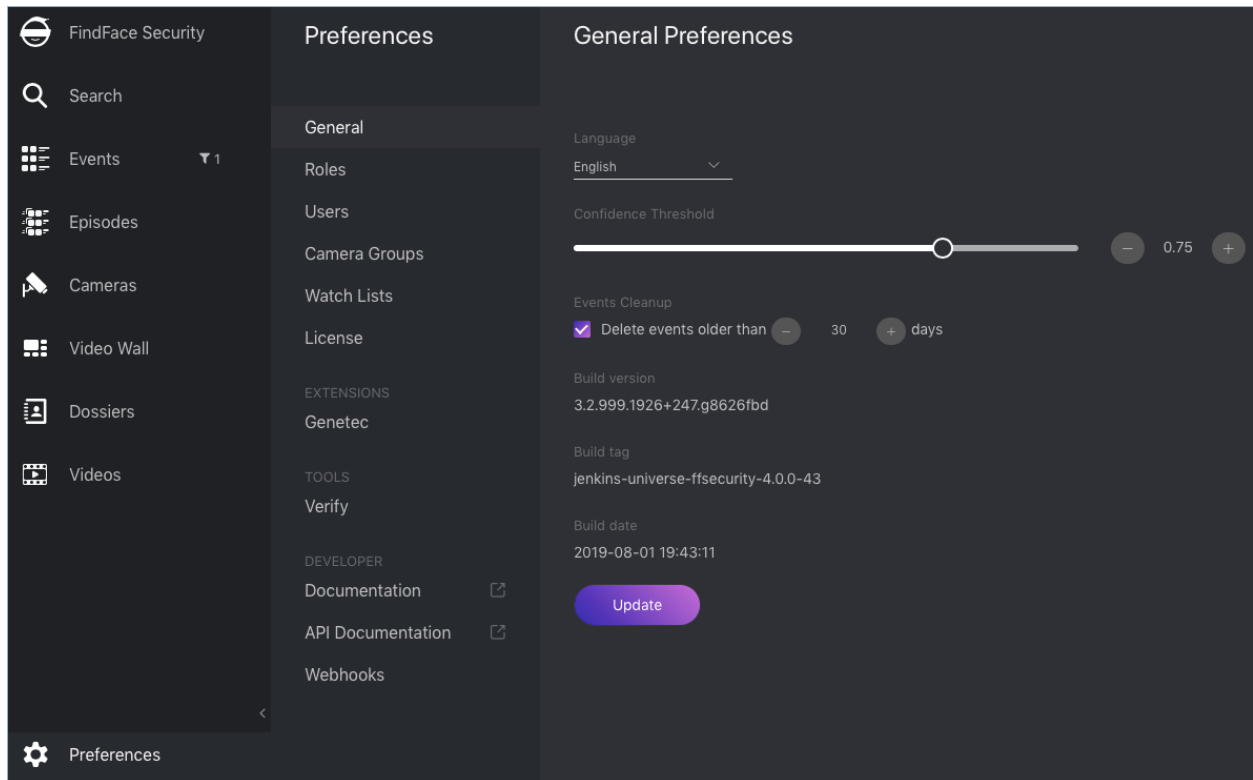 FindFace Security
Search
Events 1
Episodes
Cameras
Video Wall
Dossiers
Videos
Preferences
Preferences
General
Roles
Users
Camera Groups
Watch Lists
License
EXTENSIONS
Genetec
TOOLS
Verify
DEVELOPER
Documentation
API Documentation
Webhooks
General Preferences
Language
English
Confidence Threshold
− 0.75 +
Events Cleanup
Delete events older than − 30 + days
Build version
3.2.999.1926+247.g8626fbd
Build tag
jenkins-universe-ffsecurity-4.0.0-43
Build date
2019-08-01 19:43:11
Update